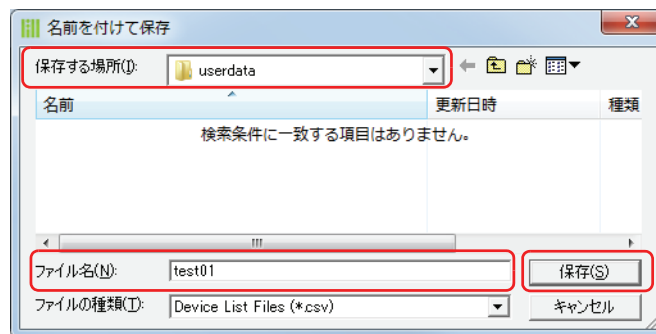 名前を付けて保存
保存する場所(I): userdata
名前 更新日時 種類
検索条件に一致する項目はありません。
ファイル名(N): test01 保存(S)
ファイルの種類(T): Device List Files (*.csv) キャンセル